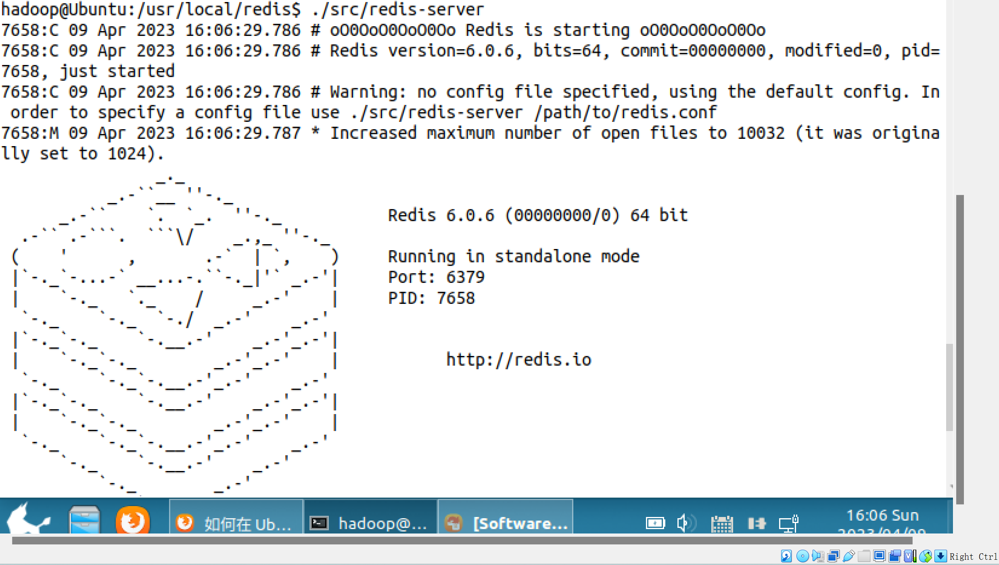 hadoop@Ubuntu:/usr/local/redis$ ./src/redis-server
7658:C 09 Apr 2023 16:06:29.786 # oO0OoO0OoO0Oo Redis is starting oO0OoO0OoO0Oo
7658:C 09 Apr 2023 16:06:29.786 # Redis version=6.0.6, bits=64, commit=00000000, modified=0, pid=
7658, just started
7658:C 09 Apr 2023 16:06:29.786 # Warning: no config file specified, using the default config. In
 order to specify a config file use ./src/redis-server /path/to/redis.conf
7658:M 09 Apr 2023 16:06:29.787 * Increased maximum number of open files to 10032 (it was origina
lly set to 1024).
Redis 6.0.6 (00000000/0) 64 bit
Running in standalone mode
Port: 6379
PID: 7658
http://redis.io
如何在 Ub...
hadoop@...
[Software...
16:06 Sun
2023/04/09
Right Ctrl